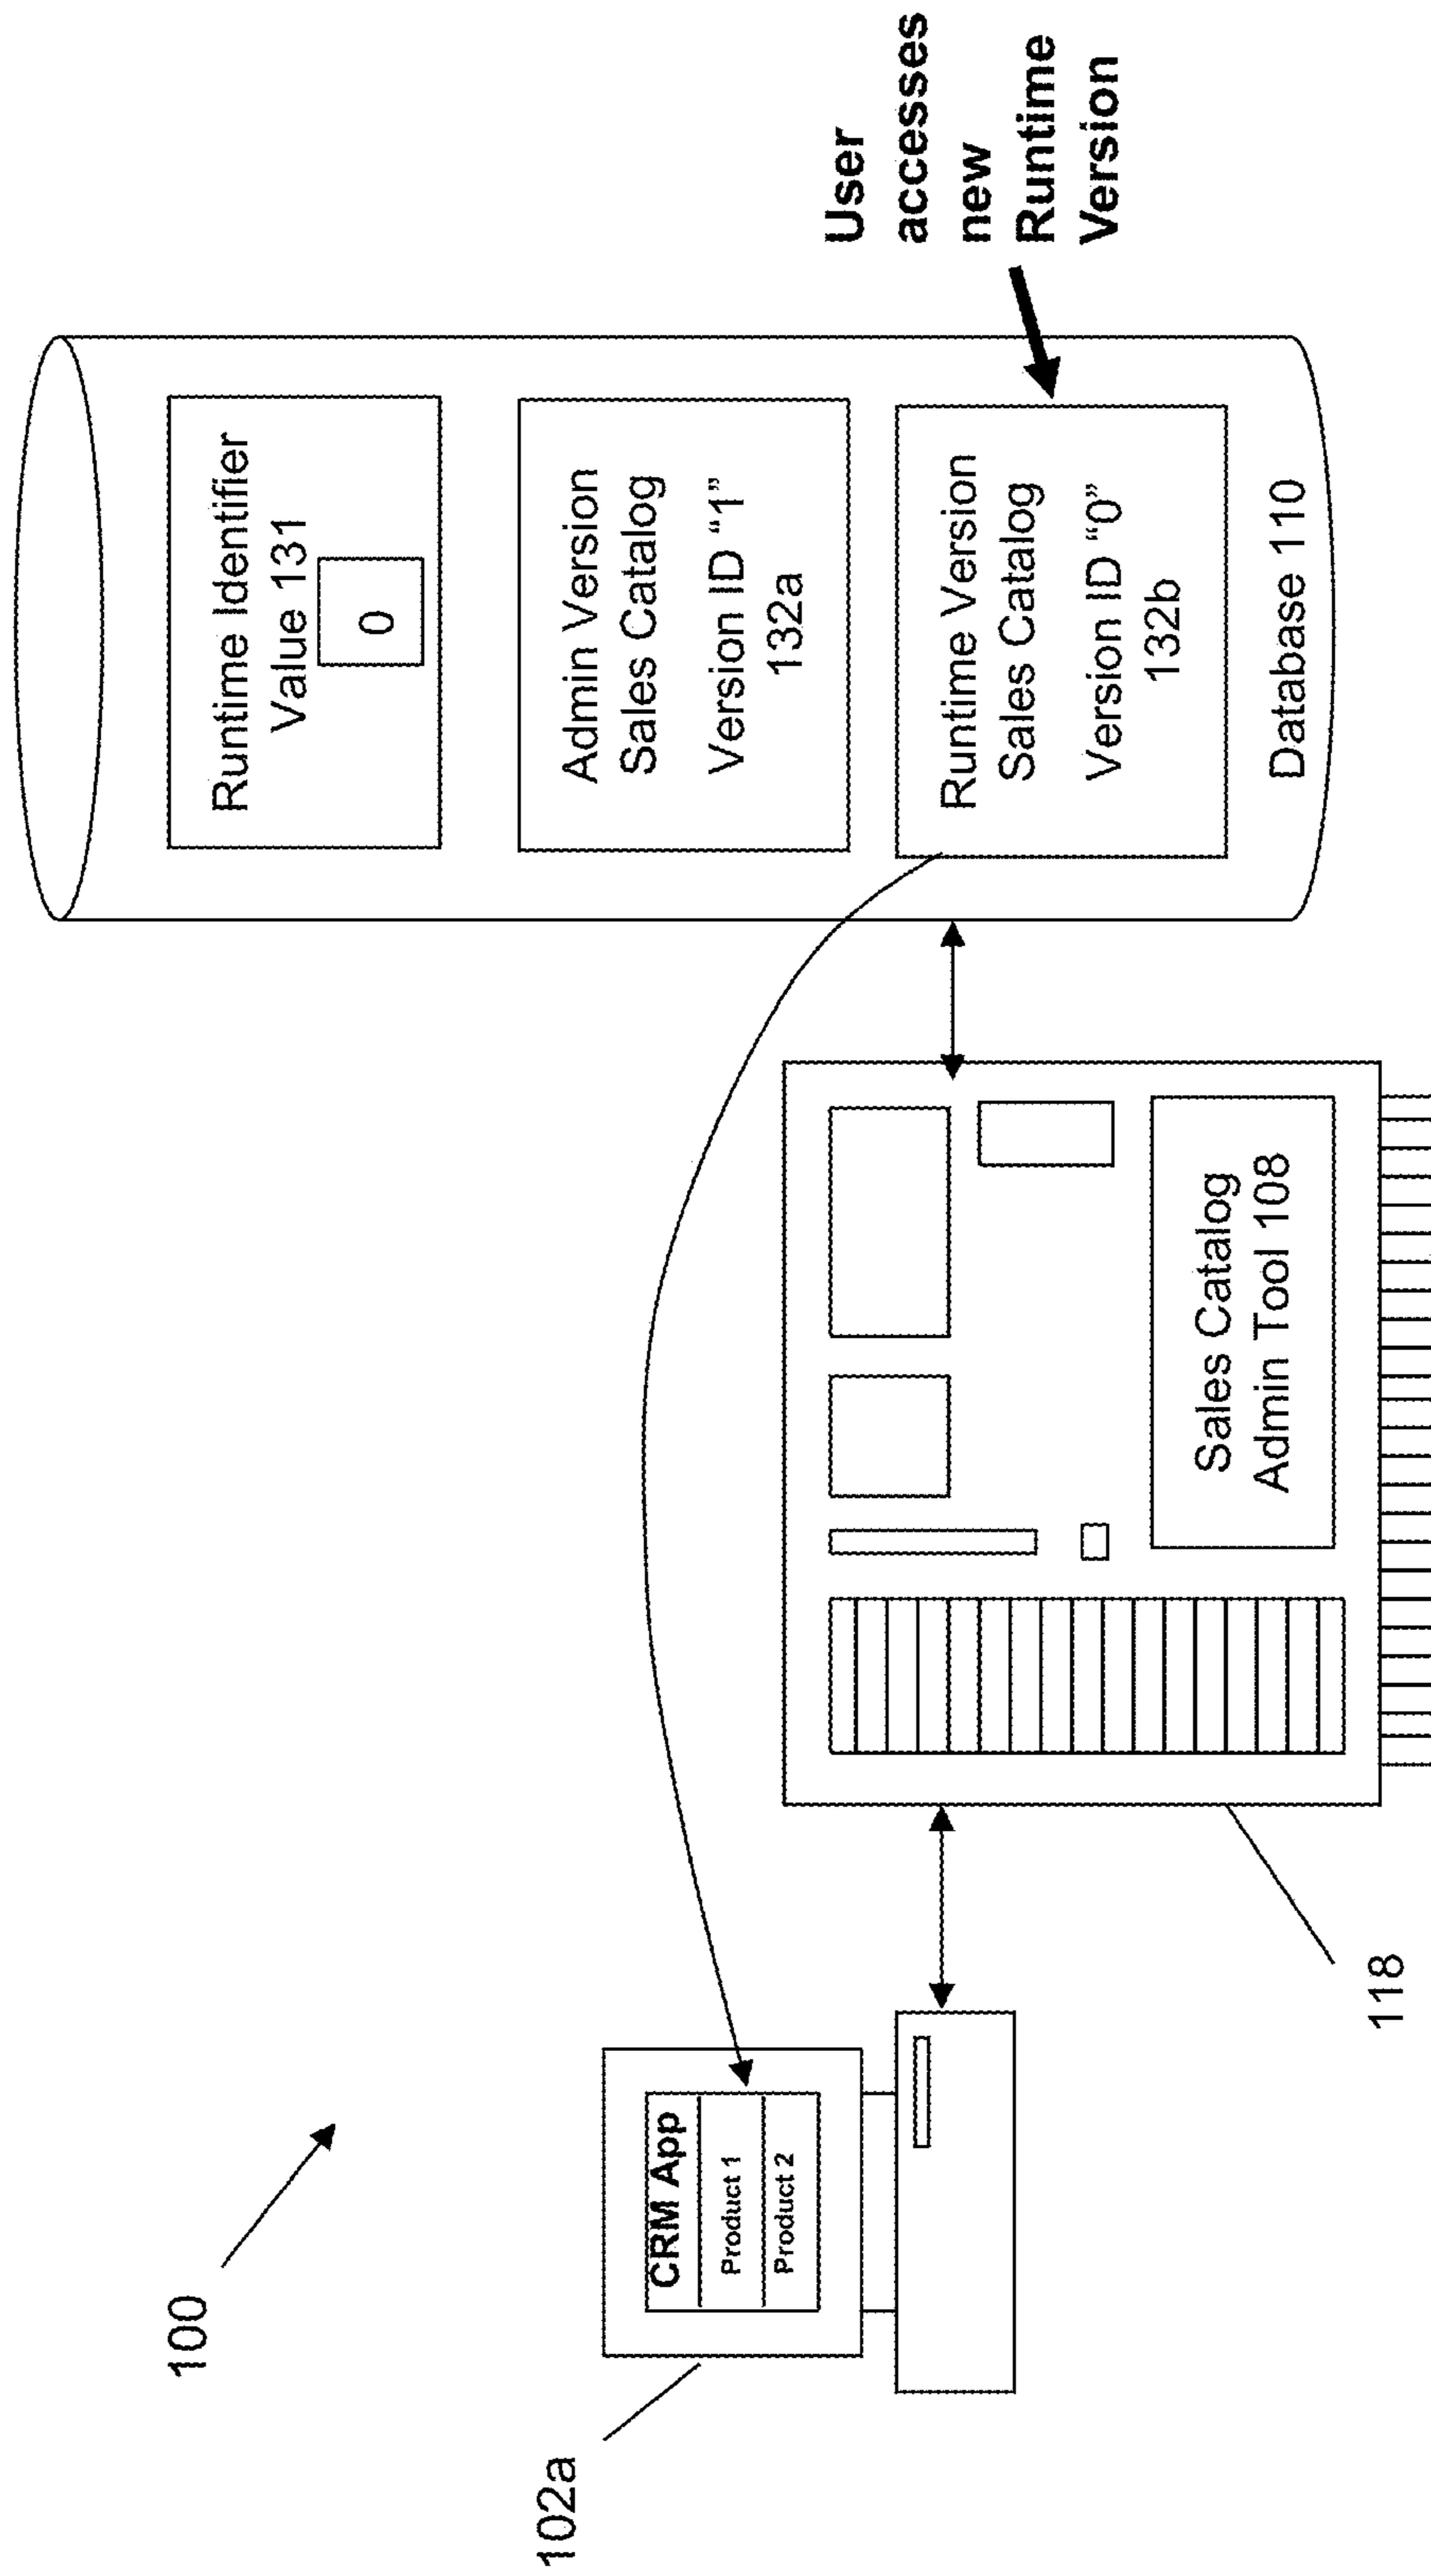 100
102a
CRM App
Product 1
Product 2
118
Sales Catalog
Admin Tool 108
Runtime Identifier
Value 131
0
Admin Version
Sales Catalog
Version ID “1”
132a
Runtime Version
Sales Catalog
Version ID “0”
132b
Database 110
User
accesses
new
Runtime
Version